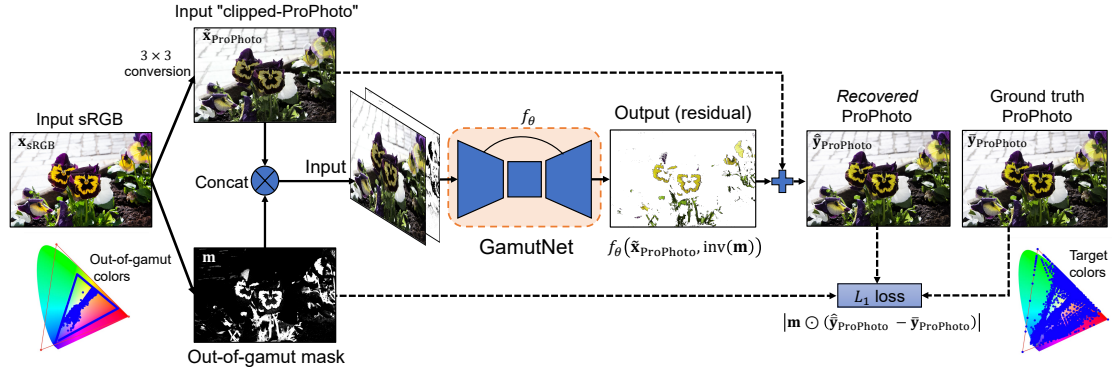 Input "clipped-ProPhoto"
x̃ProPhoto
3 × 3
conversion
Input sRGB
xsRGB
Concat
Input
fθ
GamutNet
Output (residual)
fθ(x̃ProPhoto, inv(m))
Recovered
ProPhoto
ŷ̄ProPhoto
Ground truth
ProPhoto
ȳProPhoto
Out-of-gamut
colors
m
Out-of-gamut mask
L1 loss
|m ⊙ (ŷ̄ProPhoto − ȳProPhoto)|
Target
colors